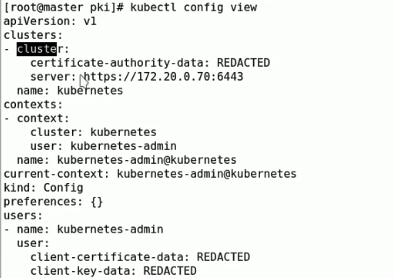 [root@master pki]# kubectl config view
apiVersion: v1
clusters:
- cluster:
    certificate-authority-data: REDACTED
    server: https://172.20.0.70:6443
  name: kubernetes
contexts:
- context:
    cluster: kubernetes
    user: kubernetes-admin
  name: kubernetes-admin@kubernetes
current-context: kubernetes-admin@kubernetes
kind: Config
preferences: {}
users:
- name: kubernetes-admin
  user:
    client-certificate-data: REDACTED
    client-key-data: REDACTED